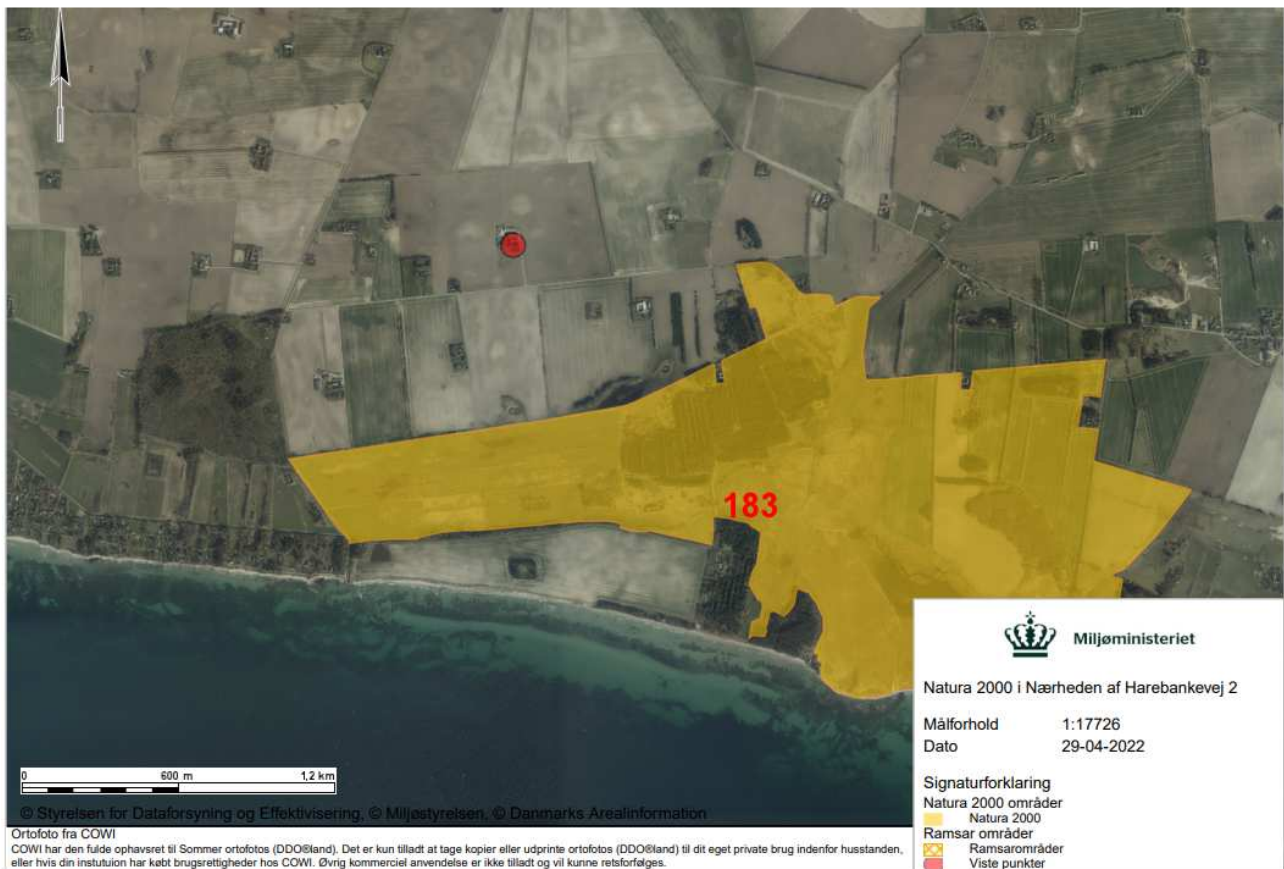 183
0 600 m 1,2 km
© Styrelsen for Dataforsyning og Effektivisering, © Miljøstyrelsen, © Danmarks Arealinformation
Ortofoto fra COWI
COWI har den fulde ophavsret til Sommer ortofotos (DDO®land). Det er kun tilladt at tage kopier eller udprinte ortofotos (DDO®land) til dit eget private brug indenfor husstanden,
eller hvis din instutuion har købt brugsrettigheder hos COWI. Øvrig kommerciel anvendelse er ikke tilladt og vil kunne retsforfølges.
Miljøministeriet
Natura 2000 i Nærheden af Harebankevej 2
Målforhold 1:17726
Dato 29-04-2022
Signaturforklaring
Natura 2000 områder
Natura 2000
Ramsar områder
Ramsarområder
Viste punkter